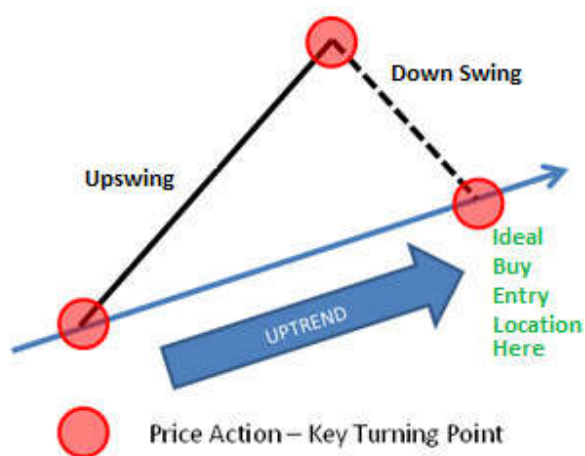 Down Swing
Upswing
Ideal
Buy
Entry
Location
Here
UPTREND
Price Action – Key Turning Point